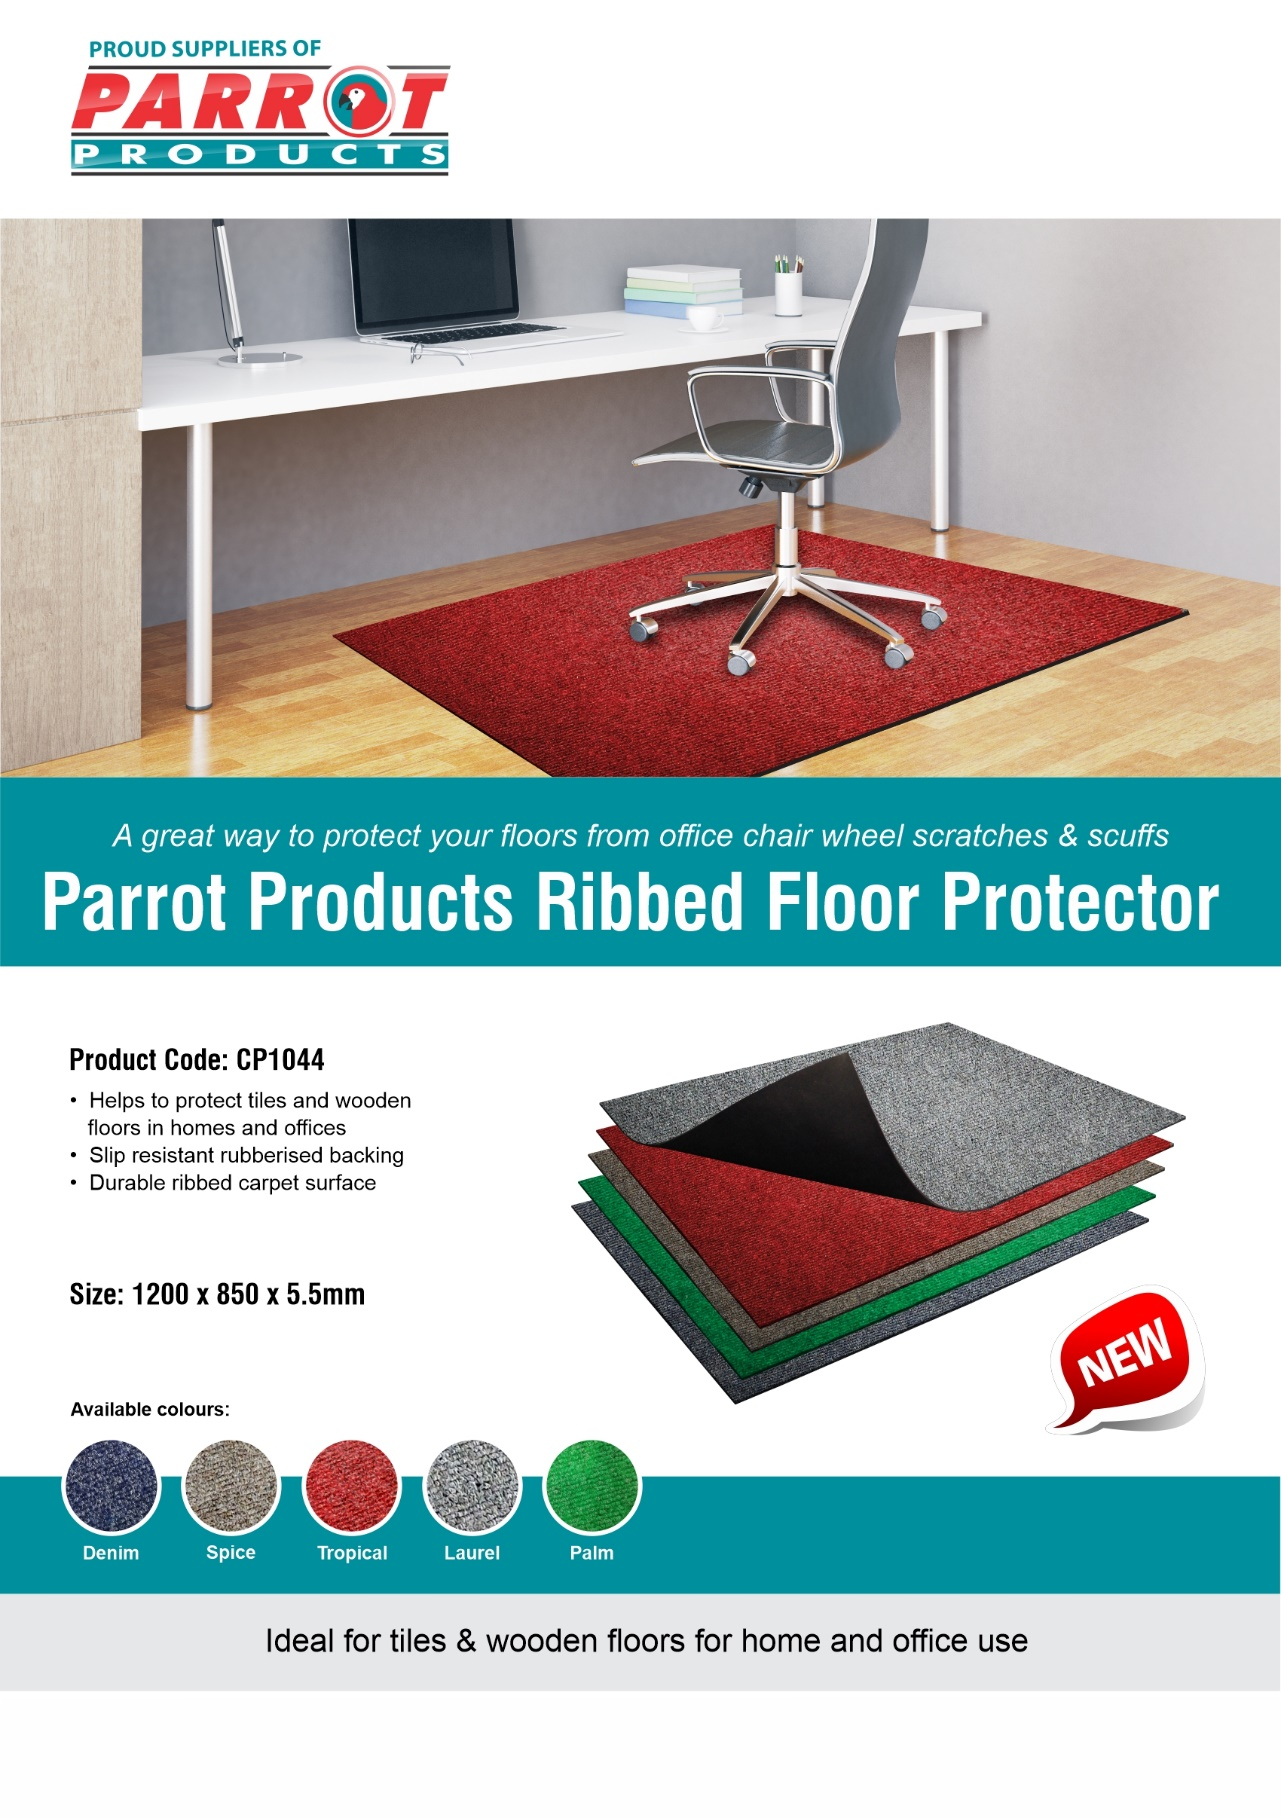 PROUD SUPPLIERS OF
PARROT
PRODUCTS
A great way to protect your floors from office chair wheel scratches & scuffs
Parrot Products Ribbed Floor Protector
Product Code: CP1044
• Helps to protect tiles and wooden
floors in homes and offices
• Slip resistant rubberised backing
• Durable ribbed carpet surface
Size: 1200 x 850 x 5.5mm
NEW
Available colours:
Denim Spice Tropical Laurel Palm
Ideal for tiles & wooden floors for home and office use